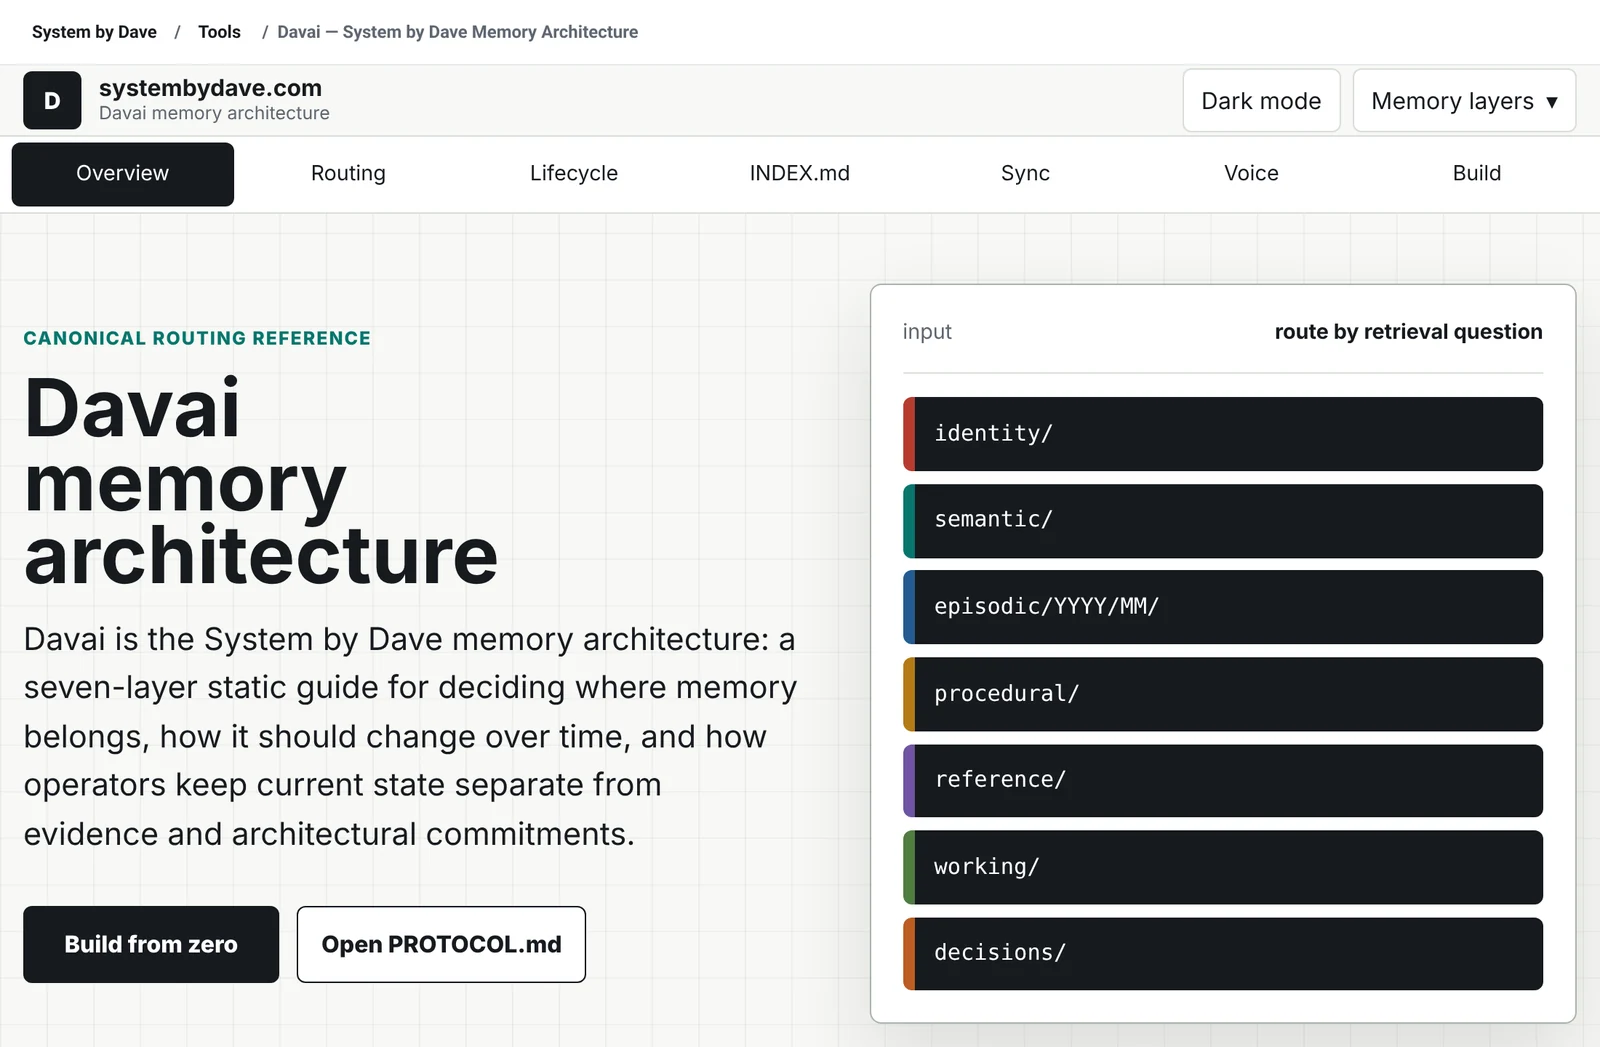 System by Dave / Tools / Davai — System by Dave Memory Architecture
D
systembydave.com
Davai memory architecture
Dark mode
Memory layers ▾
Overview
Routing
Lifecycle
INDEX.md
Sync
Voice
Build
CANONICAL ROUTING REFERENCE
Davai
memory
architecture
Davai is the System by Dave memory architecture: a
seven-layer static guide for deciding where memory
belongs, how it should change over time, and how
operators keep current state separate from
evidence and architectural commitments.
Build from zero
Open PROTOCOL.md
input
route by retrieval question
identity/
semantic/
episodic/YYYY/MM/
procedural/
reference/
working/
decisions/